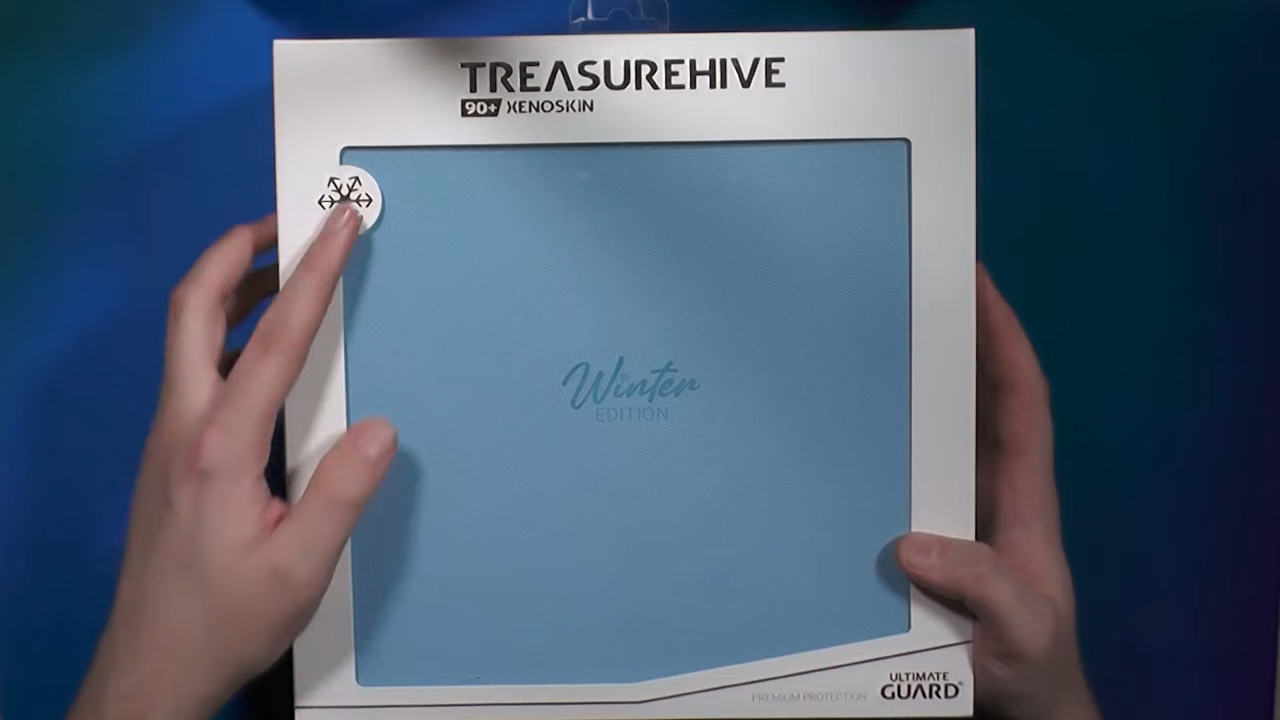 TREASUREHIVE
90+ XENOSKIN
Winter
EDITION
PREMIUM PROTECTION
ULTIMATE
GUARD®